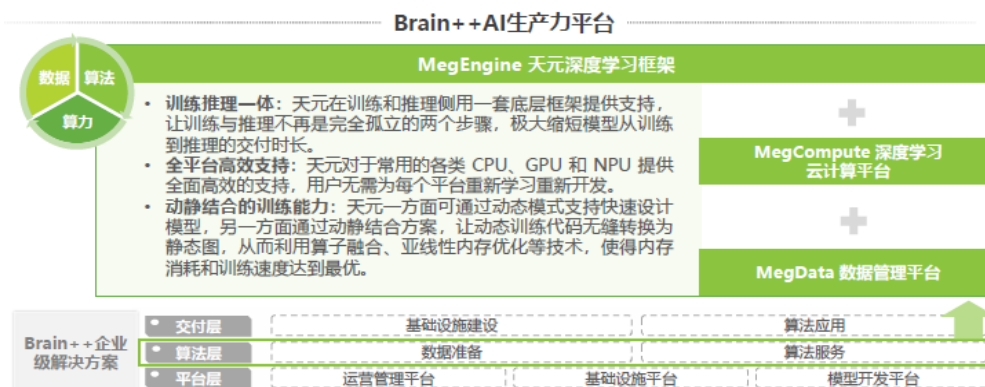 Brain++AI生产力平台
数据 算法
算力
MegEngine 天元深度学习框架
• 训练推理一体：天元在训练和推理侧用一套底层框架提供支持，
让训练与推理不再是完全孤立的两个步骤，极大缩短模型从训练
到推理的交付时长。
• 全平台高效支持：天元对于常用的各类 CPU、GPU 和 NPU 提供
全面高效的支持，用户无需为每个平台重新学习重新开发。
• 动静结合的训练能力：天元一方面可通过动态模式支持快速设计
模型，另一方面通过动静结合方案，让动态训练代码无缝转换为
静态图，从而利用算子融合、亚线性内存优化等技术，使得内存
消耗和训练速度达到最优。
MegCompute 深度学习
云计算平台
MegData 数据管理平台
Brain++企业
级解决方案
• 交付层 基础设施建设 算法应用
• 算法层 数据准备 算法服务
• 平台层 运营管理平台 基础设施平台 模型开发平台